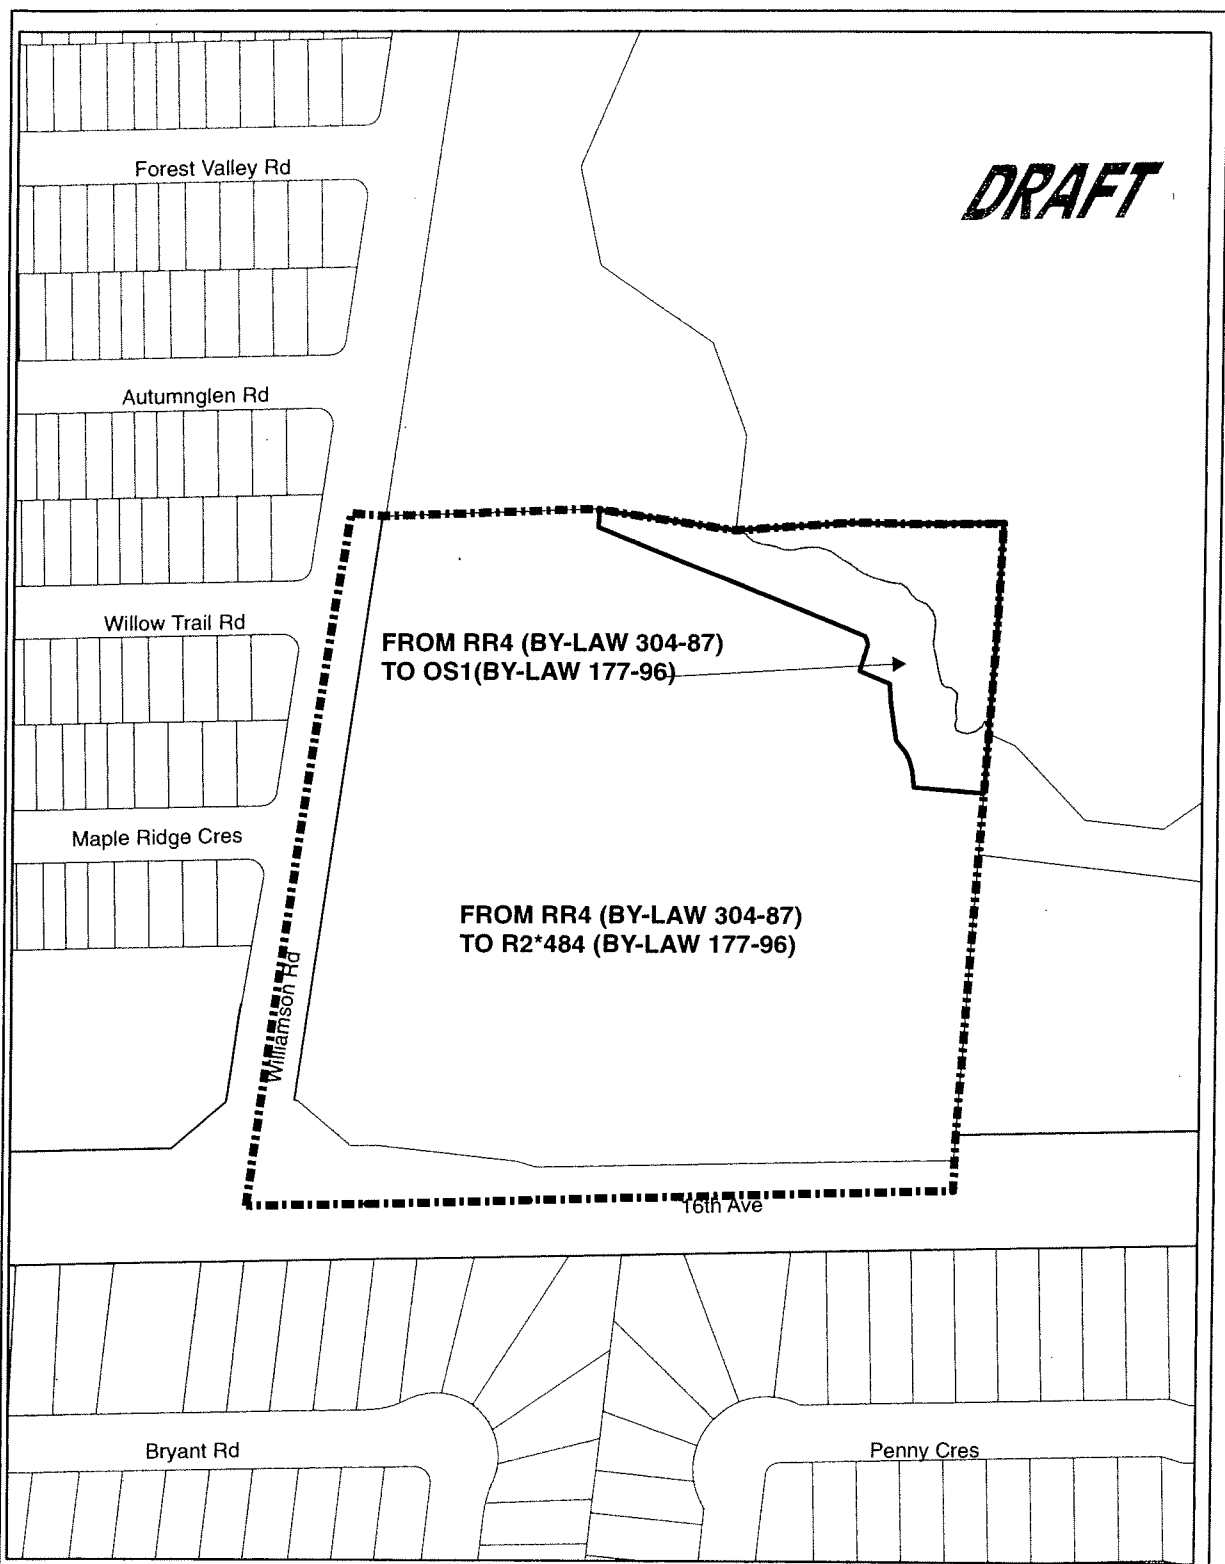 Forest Valley Rd
DRAFT
Autumnglen Rd
Willow Trail Rd
FROM RR4 (BY-LAW 304-87)
TO OS1(BY-LAW 177-96)
Maple Ridge Cres
FROM RR4 (BY-LAW 304-87)
TO R2*484 (BY-LAW 177-96)
Williamson Rd
16th Ave
Bryant Rd
Penny Cres